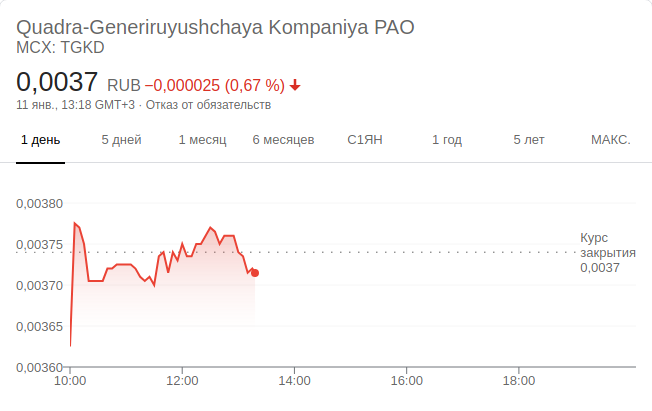 Quadra-Generiruyushchaya Kompaniya PAO
MCX: TGKD
0,0037 RUB −0,000025 (0,67 %)
11 янв., 13:18 GMT+3 · Отказ от обязательств
1 день 5 дней 1 месяц 6 месяцев С1ЯН 1 год 5 лет МАКС.
0,00380
0,00375
0,00370
0,00365
0,00360
Курс
закрытия
0,0037
10:00 12:00 14:00 16:00 18:00